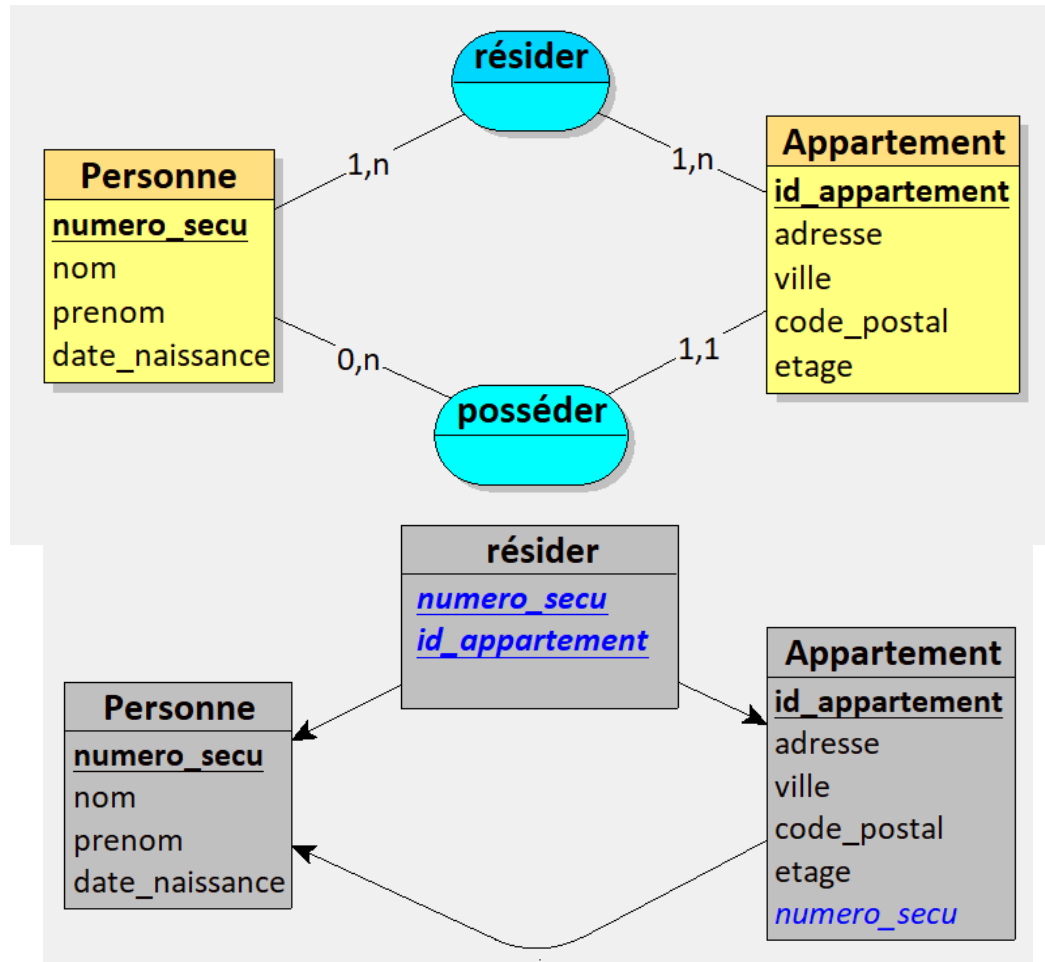 résider
1,n
1,n
Personne
numero_secu
nom
prenom
date_naissance
Appartement
id_appartement
adresse
ville
code_postal
etage
0,n
1,1
posséder
résider
numero_secu
id_appartement
Personne
numero_secu
nom
prenom
date_naissance
Appartement
id_appartement
adresse
ville
code_postal
etage
numero_secu